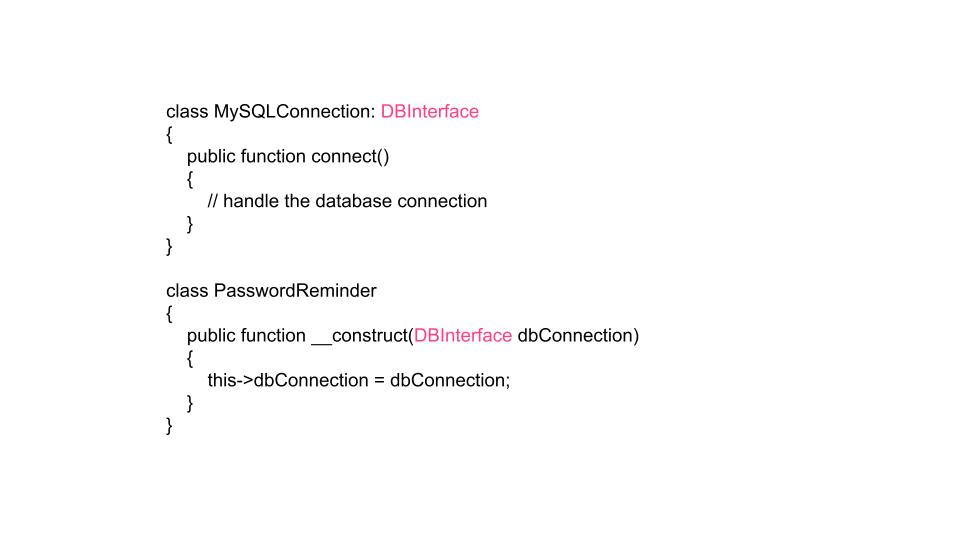 class MySQLConnection: DBInterface
{
public function connect()
{
// handle the database connection
}
}
class PasswordReminder
{
public function __construct(DBInterface dbConnection)
{
this->dbConnection = dbConnection;
}
}